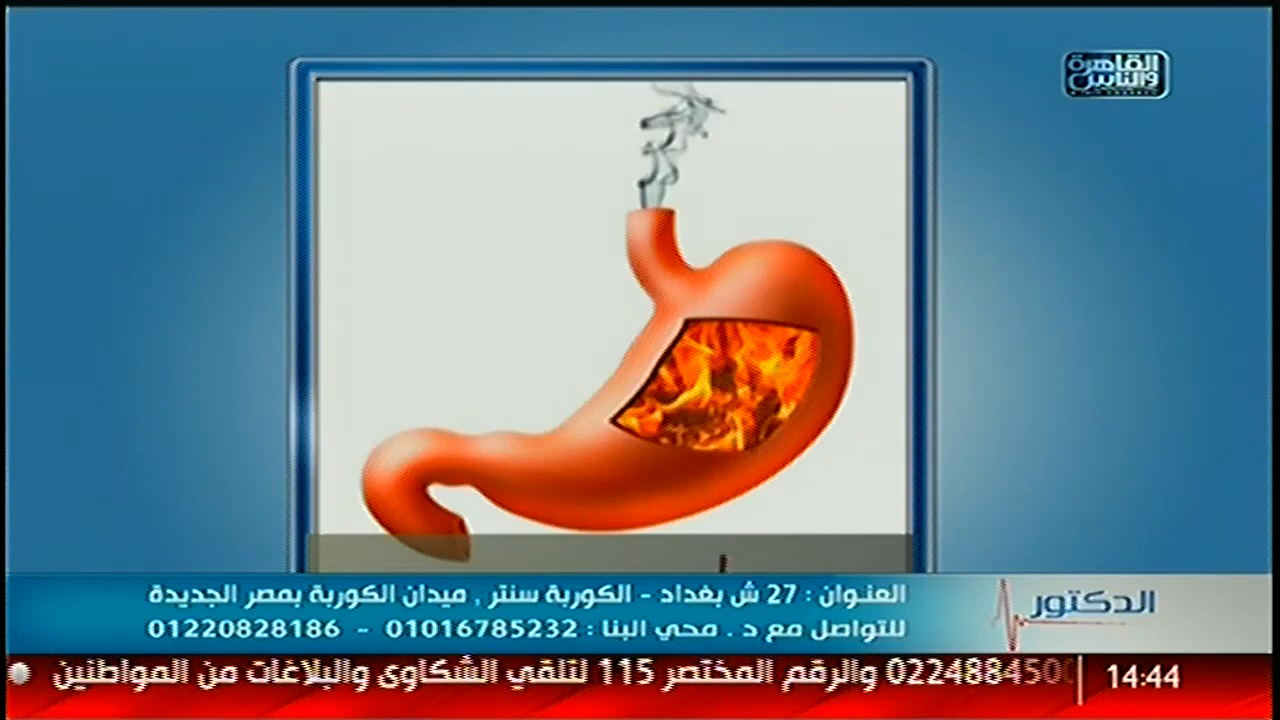 القاهرة
والناس
العنوان : 27 ش بغداد - الكوربة سنتر , ميدان الكوربة بمصر الجديدة
للتواصل مع د . محي البنا : 01016785232 - 01220828186
الدكتور
0224884500 والرقم المختصر 115 لتلقي الشكاوى والبلاغات من المواطنين
14:44